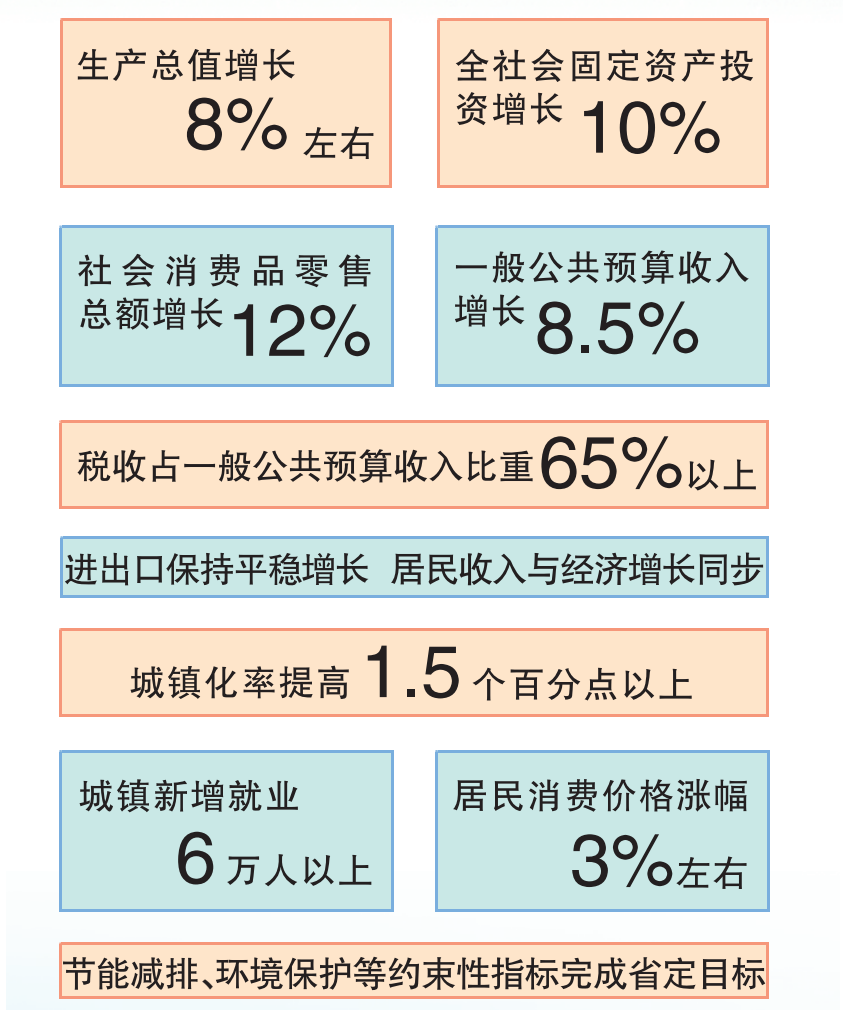 生产总值增长
8% 左右
全社会固定资产投
资增长 10%
社会消费品零售
总额增长12%
一般公共预算收入
增长 8.5%
税收占一般公共预算收入比重65%以上
进出口保持平稳增长 居民收入与经济增长同步
城镇化率提高 1.5 个百分点以上
城镇新增就业
6 万人以上
居民消费价格涨幅
3%左右
节能减排、环境保护等约束性指标完成省定目标